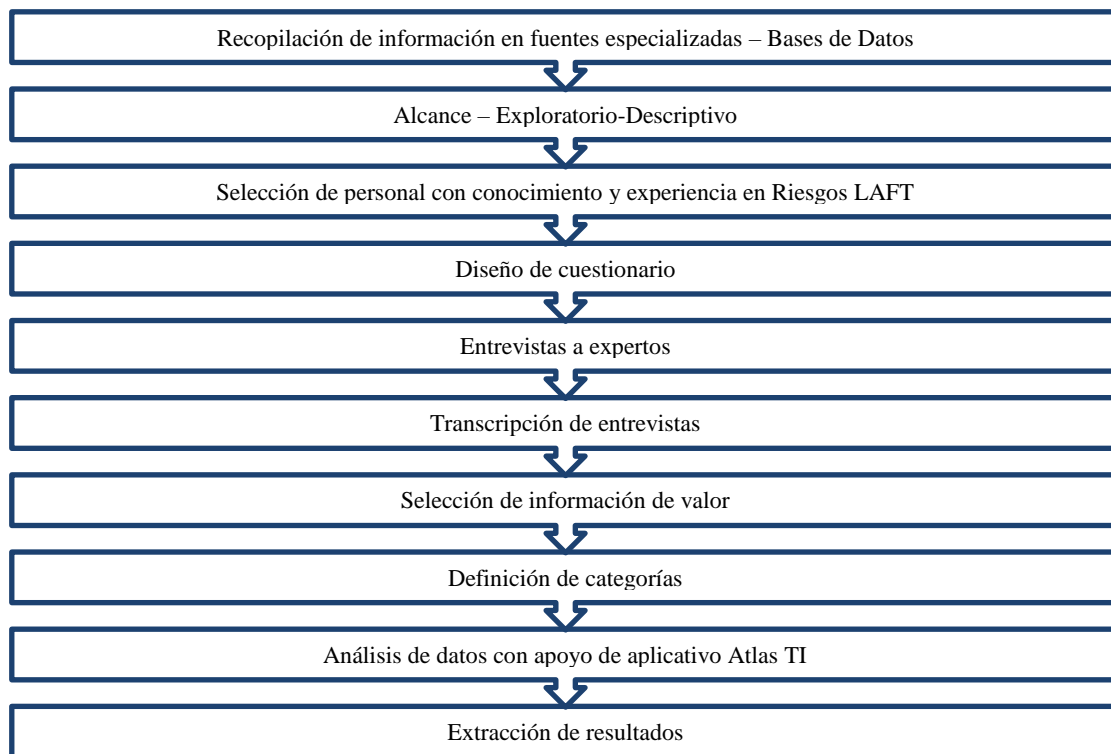 Recopilación de información en fuentes especializadas – Bases de Datos
Alcance – Exploratorio-Descriptivo
Selección de personal con conocimiento y experiencia en Riesgos LAFT
Diseño de cuestionario
Entrevistas a expertos
Transcripción de entrevistas
Selección de información de valor
Definición de categorías
Análisis de datos con apoyo de aplicativo Atlas TI
Extracción de resultados